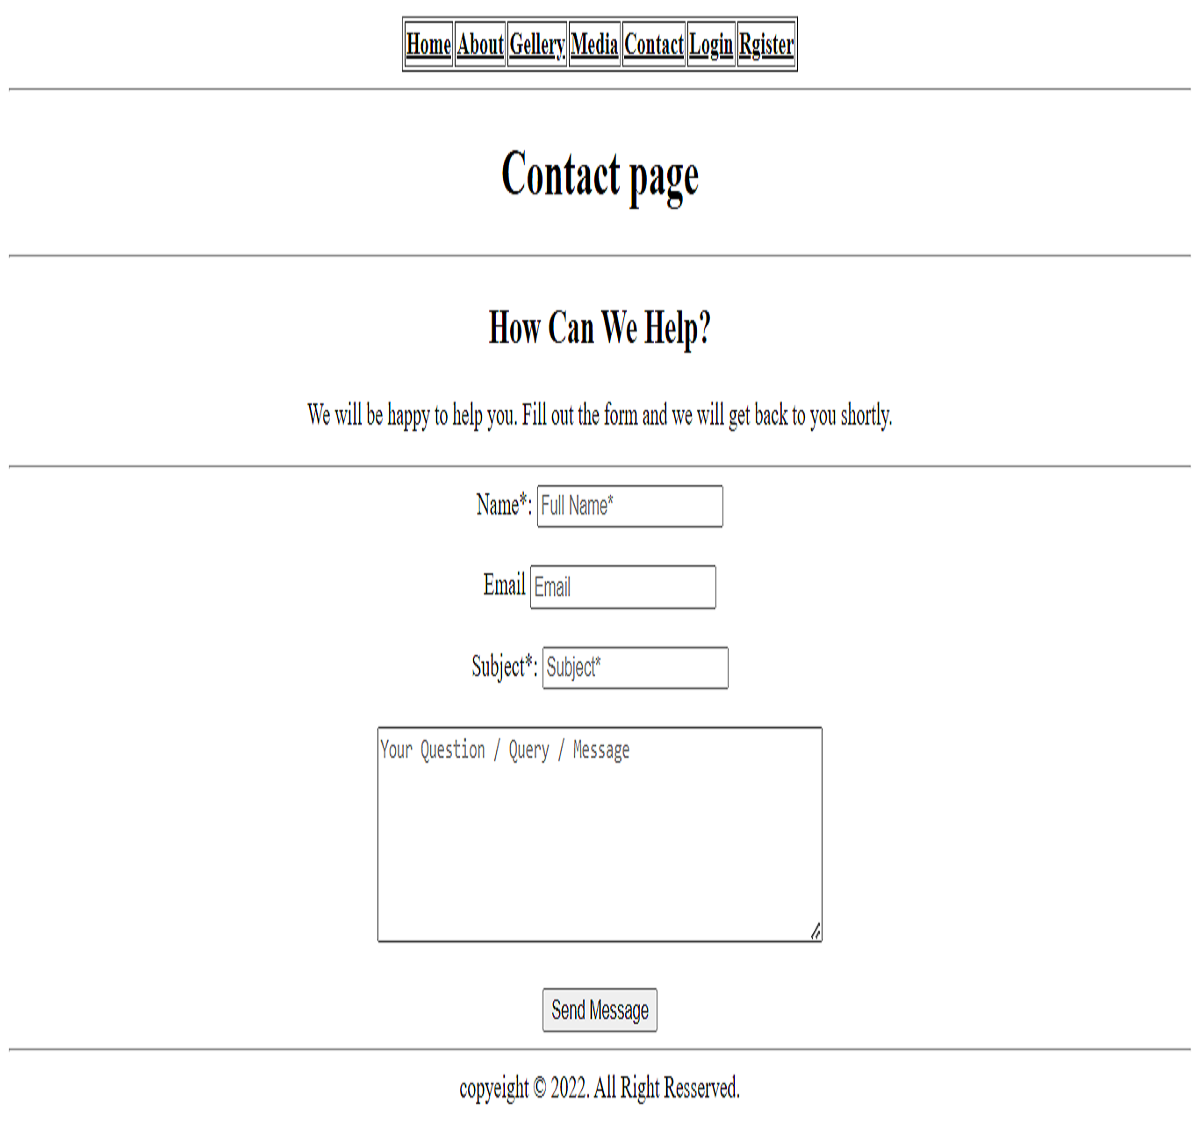 Home About Gellery Media Contact Login Rgister
Contact page
How Can We Help?
We will be happy to help you. Fill out the form and we will get back to you shortly.
Name*: Full Name*
Email Email
Subject*: Subject*
Your Question / Query / Message
Send Message
copyeight © 2022. All Right Resserved.